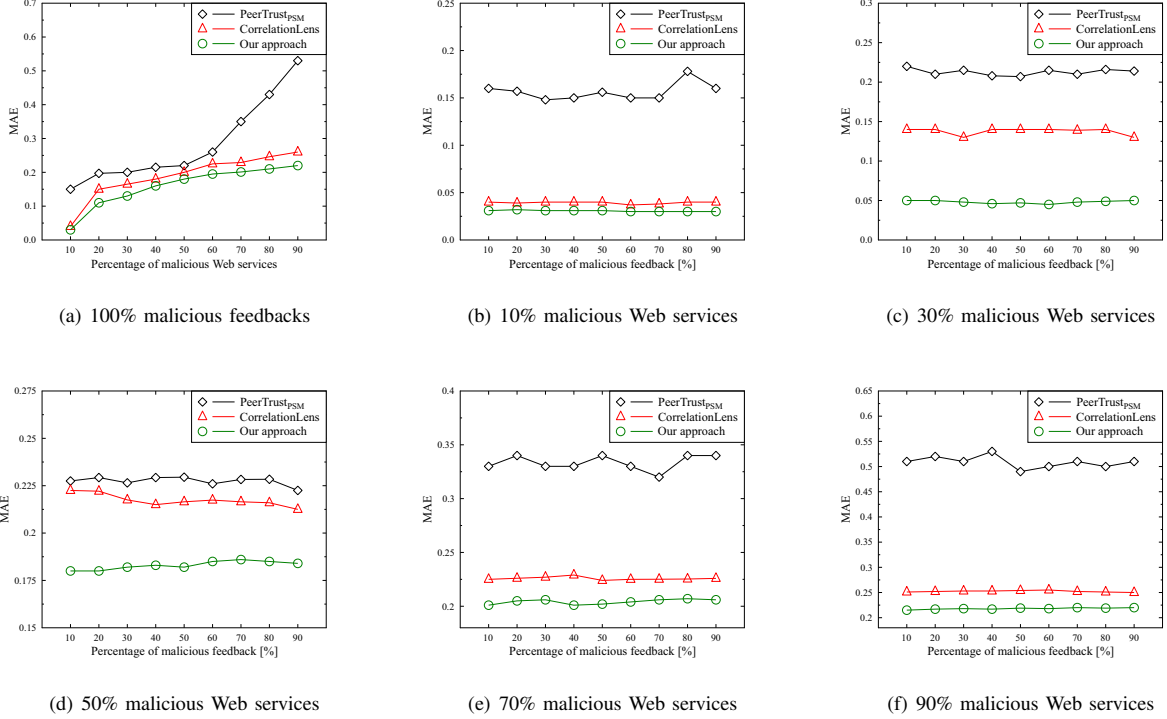 0.7
0.6
0.5
0.4
0.3
0.2
0.1
0.0
MAE
PeerTrustPSM
CorrelationLens
Our approach
10 20 30 40 50 60 70 80 90
Percentage of malicious Web services
(a) 100% malicious feedbacks
0.25
0.2
0.15
0.1
0.05
0.0
MAE
PeerTrustPSM
CorrelationLens
Our approach
10 20 30 40 50 60 70 80 90
Percentage of malicious feedback [%]
(b) 10% malicious Web services
0.3
0.25
0.2
0.15
0.1
0.05
0.0
MAE
PeerTrustPSM
CorrelationLens
Our approach
10 20 30 40 50 60 70 80 90
Percentage of malicious feedback [%]
(c) 30% malicious Web services
0.275
0.25
0.225
0.2
0.175
0.15
MAE
PeerTrustPSM
CorrelationLens
Our approach
10 20 30 40 50 60 70 80 90
Percentage of malicious feedback [%]
(d) 50% malicious Web services
0.4
0.35
0.3
0.25
0.2
MAE
PeerTrustPSM
CorrelationLens
Our approach
10 20 30 40 50 60 70 80 90
Percentage of malicious feedback [%]
(e) 70% malicious Web services
0.65
0.6
0.55
0.5
0.45
0.4
0.35
0.3
0.25
0.2
MAE
PeerTrustPSM
CorrelationLens
Our approach
10 20 30 40 50 60 70 80 90
Percentage of malicious feedback [%]
(f) 90% malicious Web services